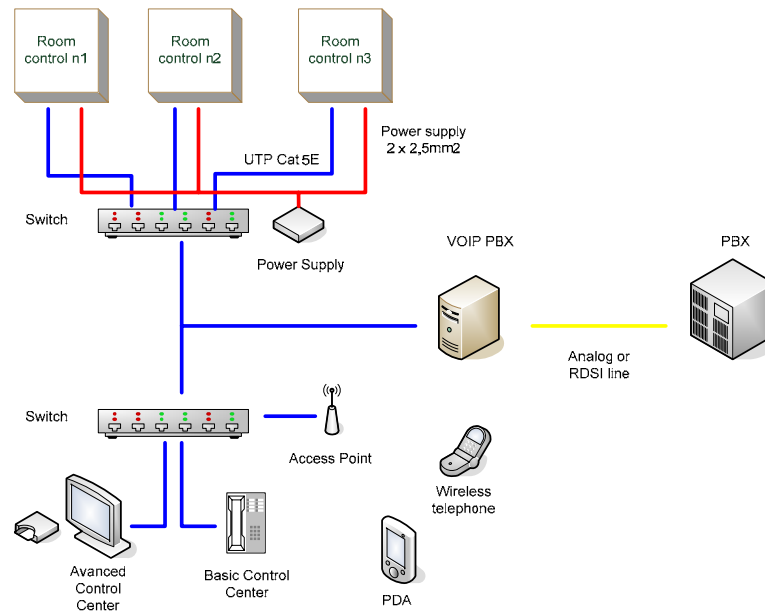 Room
control n1
Room
control n2
Room
control n3
Power supply
2 x 2,5mm2
UTP Cat 5E
Switch
Power Supply
VOIP PBX
PBX
Analog or
RDSI line
Switch
Access Point
Wireless
telephone
Avanced
Control
Center
Basic Control
Center
PDA